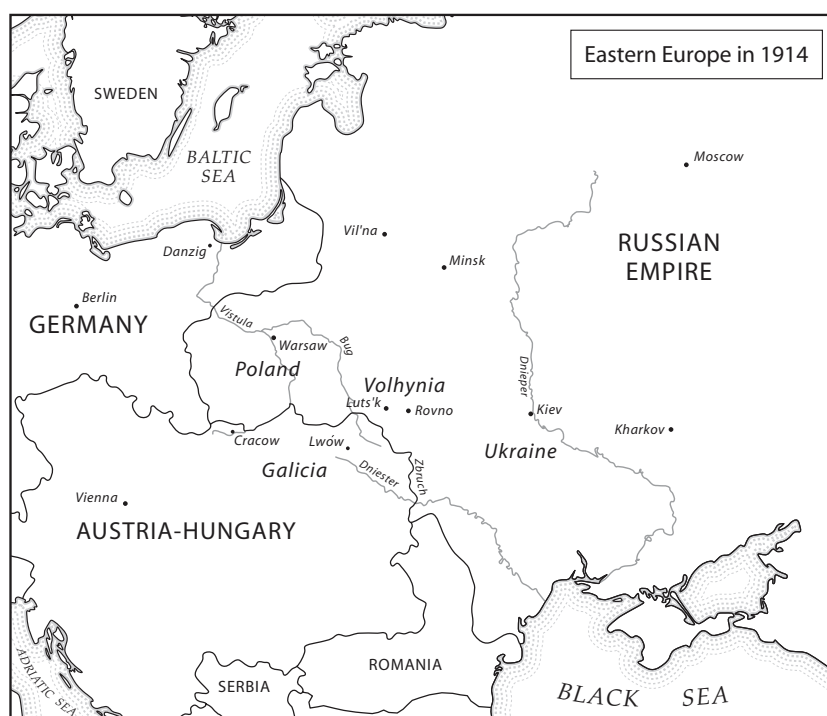 Eastern Europe in 1914
SWEDEN
BALTIC
SEA
Moscow
Vil'na
Danzig
Minsk
RUSSIAN
EMPIRE
Berlin
GERMANY
Vistula
Warsaw
Bug
Poland
Dnieper
Volhynia
Luts'k
Rovno
Kiev
Kharkov
Cracow
Lwów
Ukraine
Galicia
Dniester
Zbruch
Vienna
AUSTRIA-HUNGARY
ADRIATIC SEA
ROMANIA
SERBIA
BLACK SEA